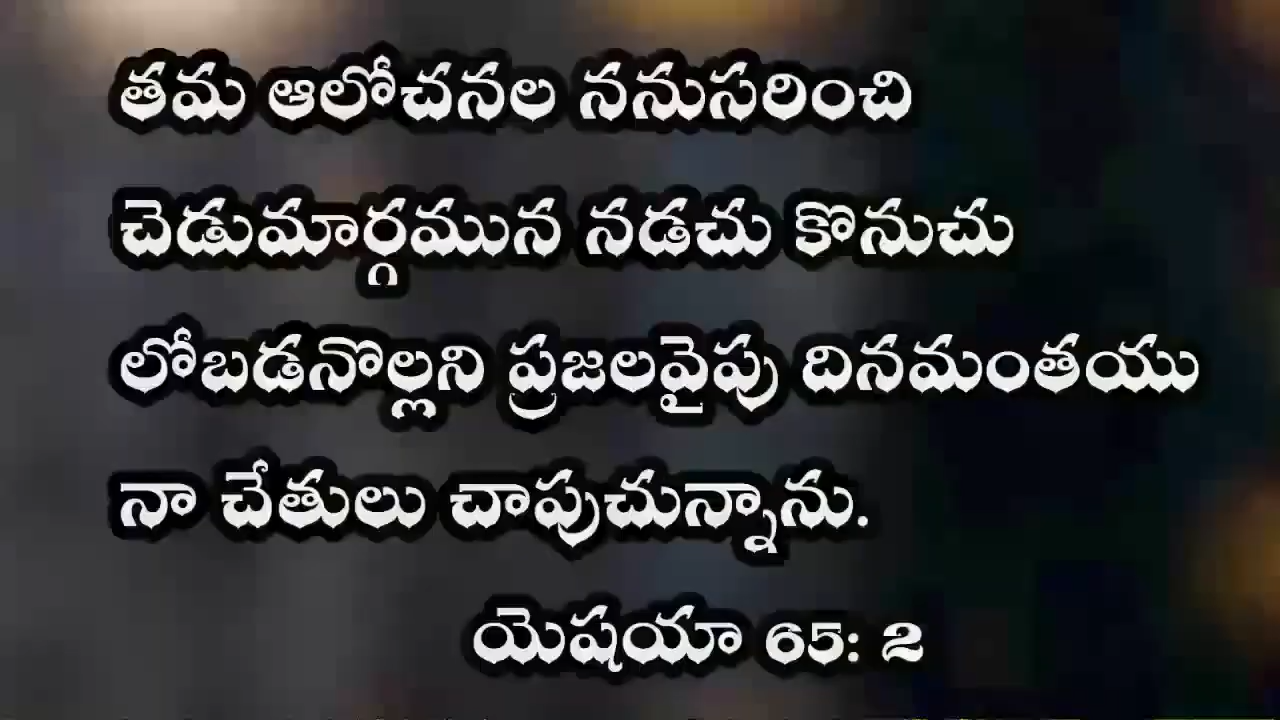 తమ ఆలోచనల ననుసరించి
చెడుమార్గమున నడచు కొనుచు
లోబడనొల్లని ప్రజలవైపు దినమంతయు
నా చేతులు చాపుచున్నాను.
యెషయా 65: 2